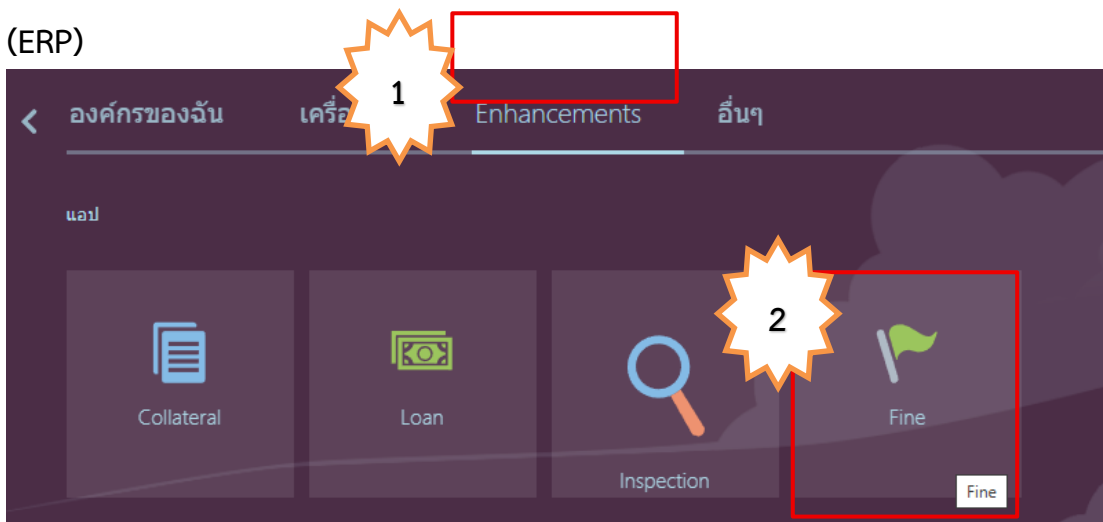 (ERP)
1
องค์กรของฉัน
Enhancements
อื่นๆ
แอป
2
Collateral
Loan
Inspection
Fine
Fine